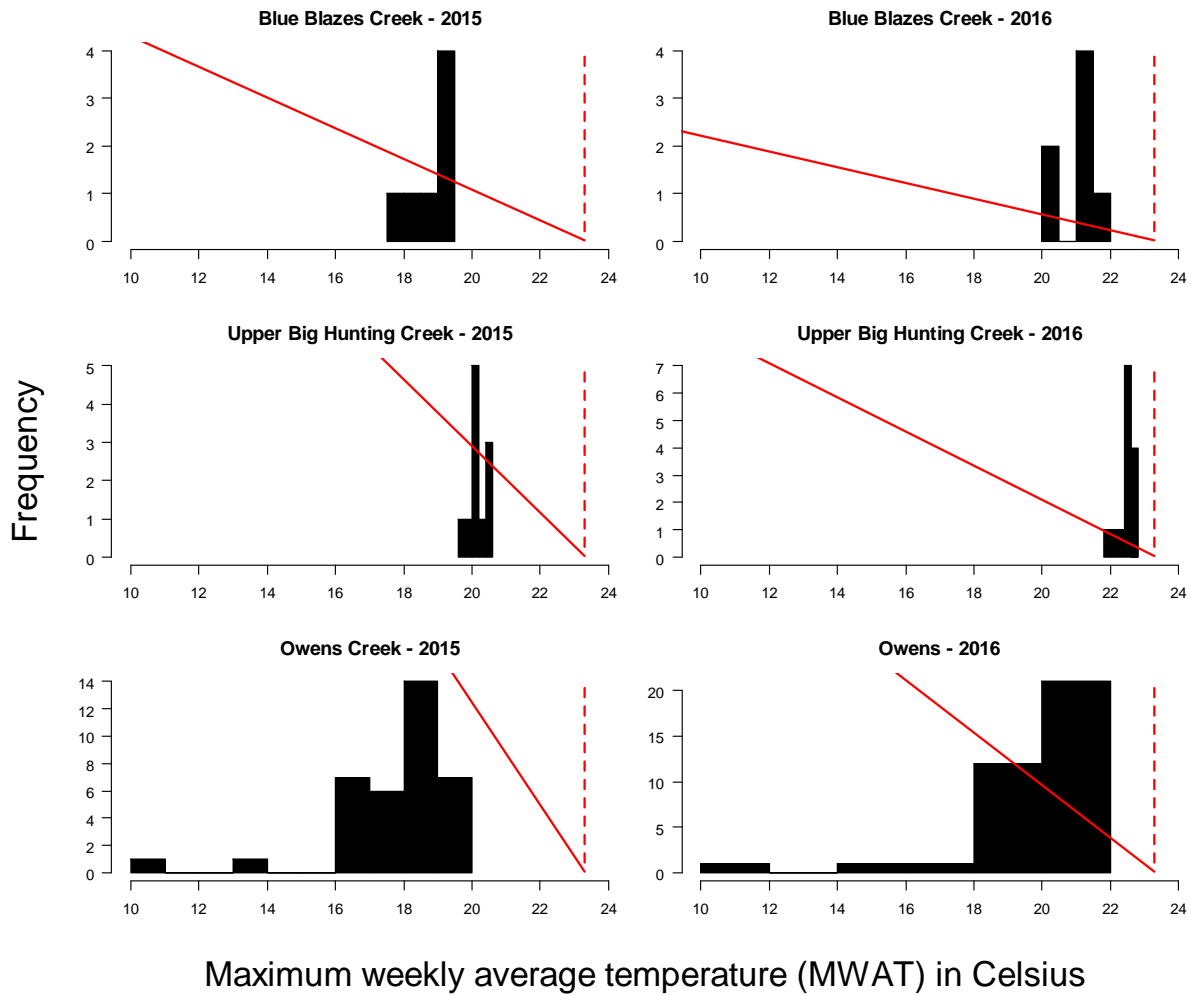 Blue Blazes Creek - 2015
4
3
2
1
0
10 12 14 16 18 20 22 24
Blue Blazes Creek - 2016
4
3
2
1
0
10 12 14 16 18 20 22 24
Frequency
Upper Big Hunting Creek - 2015
5
4
3
2
1
0
10 12 14 16 18 20 22 24
Upper Big Hunting Creek - 2016
7
6
5
4
3
2
1
0
10 12 14 16 18 20 22 24
Owens Creek - 2015
14
12
10
8
6
4
2
0
10 12 14 16 18 20 22 24
Owens - 2016
20
15
10
5
0
10 12 14 16 18 20 22 24
Maximum weekly average temperature (MWAT) in Celsius